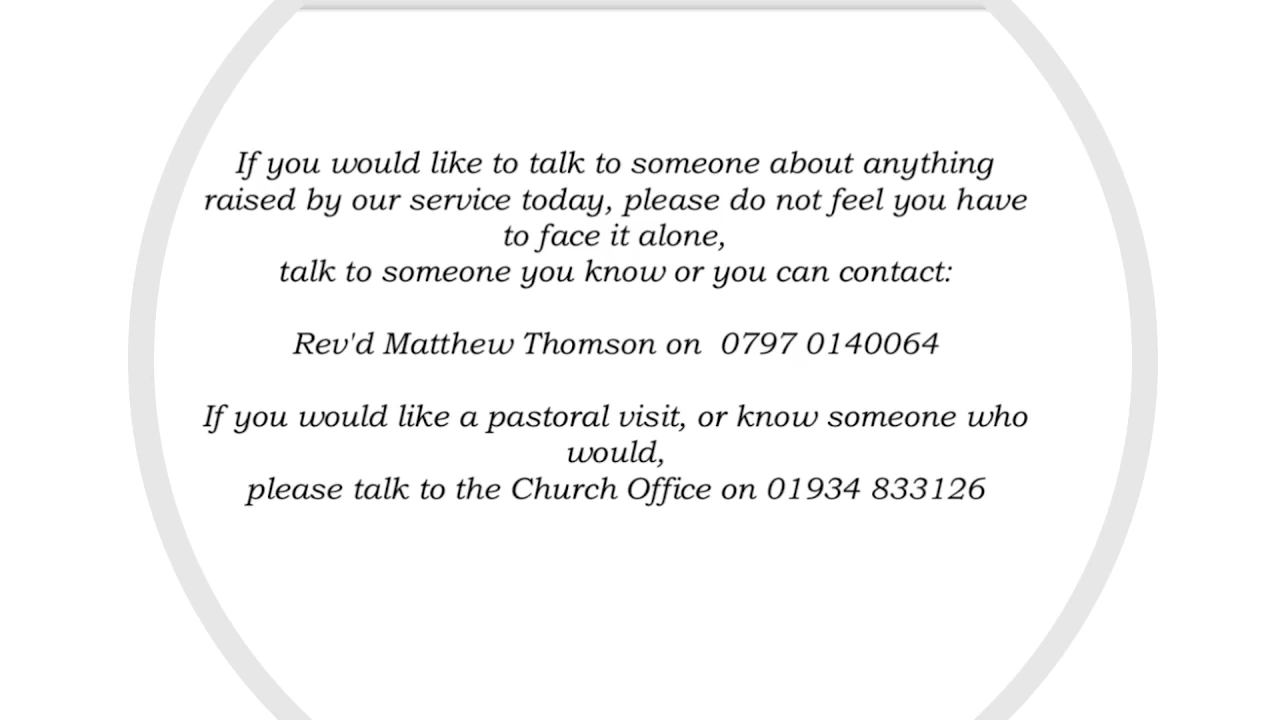 If you would like to talk to someone about anything
raised by our service today, please do not feel you have
to face it alone,
talk to someone you know or you can contact:
Rev'd Matthew Thomson on  0797 0140064
If you would like a pastoral visit, or know someone who
would,
please talk to the Church Office on 01934 833126